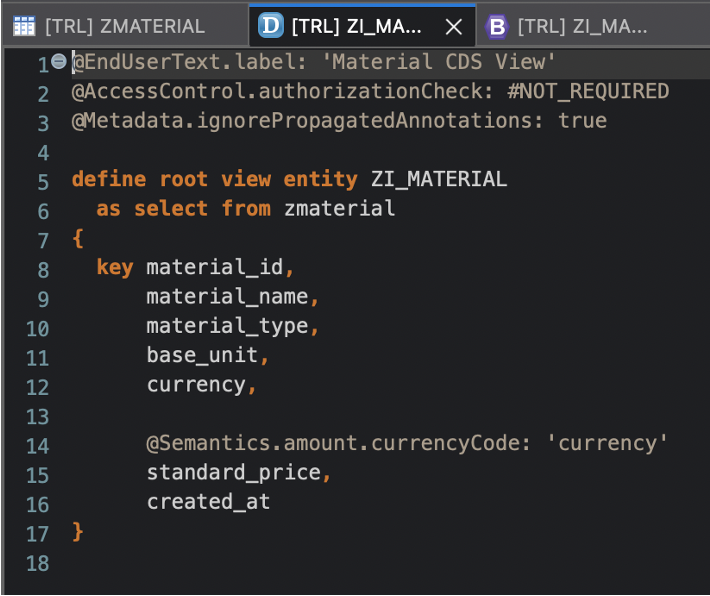 [TRL] ZMATERIAL
D [TRL] ZI_MA...
B [TRL] ZI_MA...
1 @EndUserText.label: 'Material CDS View'
2 @AccessControl.authorizationCheck: #NOT_REQUIRED
3 @Metadata.ignorePropagatedAnnotations: true
4
5 define root view entity ZI_MATERIAL
6 as select from zmaterial
7 {
8 key material_id,
9 material_name,
10 material_type,
11 base_unit,
12 currency,
13
14 @Semantics.amount.currencyCode: 'currency'
15 standard_price,
16 created_at
17 }
18